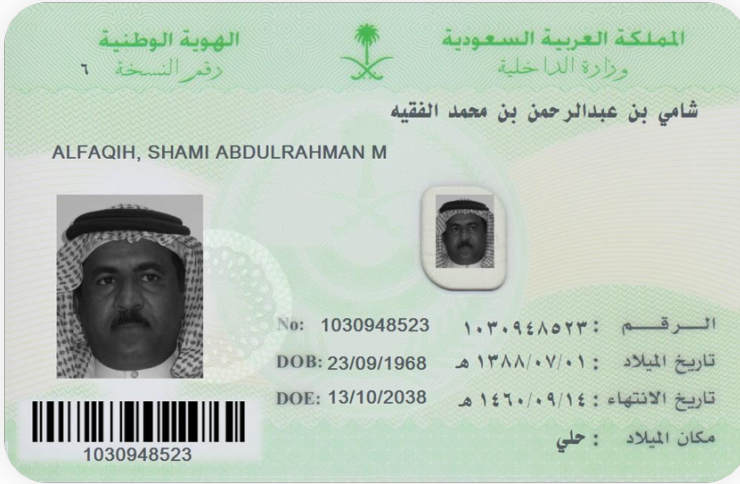 المملكة العربية السعودية
وزارة الداخلية
الهوية الوطنية
رقم النسخة ٦
شامي بن عبدالرحمن بن محمد الفقيه
ALFAQIH, SHAMI ABDULRAHMAN M
الرقم : ١٠٣٠٩٤٨٥٢٣ No: 1030948523
تاريخ الميلاد : ١٣٨٨/٠٧/٠١ هـ DOB: 23/09/1968
تاريخ الانتهاء : ١٤٦٠/٠٩/١٤ هـ DOE: 13/10/2038
مكان الميلاد : حلي
1030948523